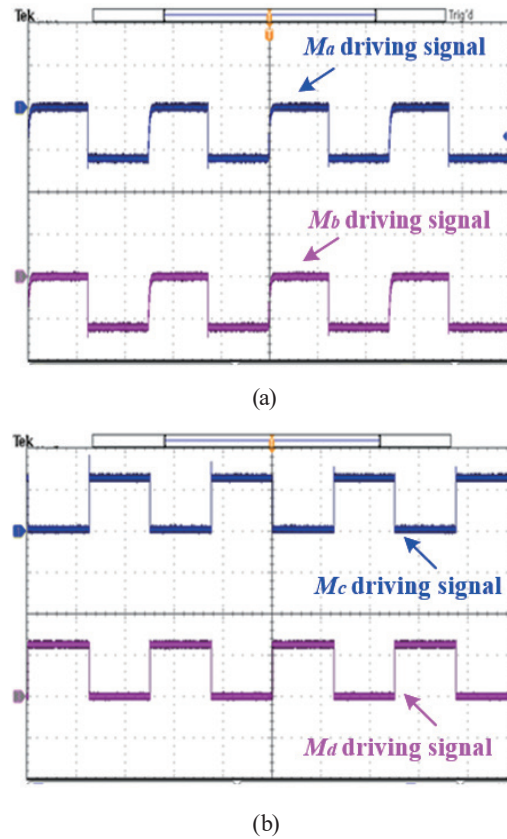 Tek
Trig'd
Ma driving signal
Mb driving signal
(a)
Tek
Mc driving signal
Md driving signal
(b)